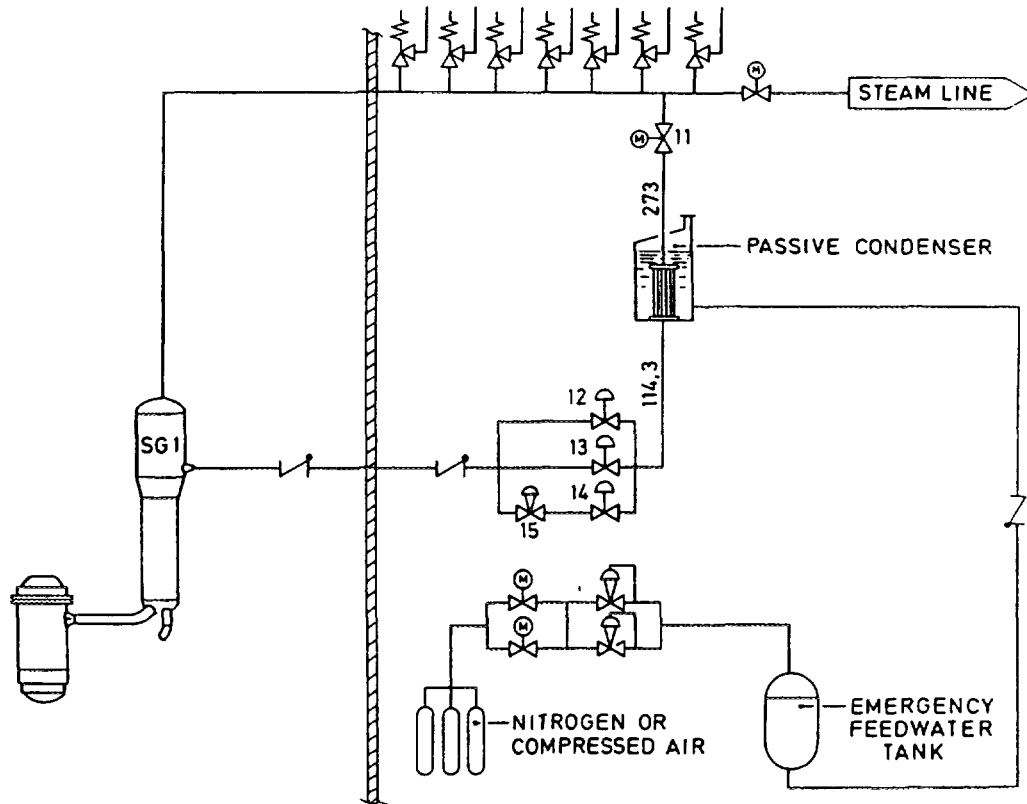 M
STEAM LINE
M
11
273
PASSIVE CONDENSER
114,3
12
SG1
13
14
15
M
M
NITROGEN OR
COMPRESSED AIR
EMERGENCY
FEEDWATER
TANK